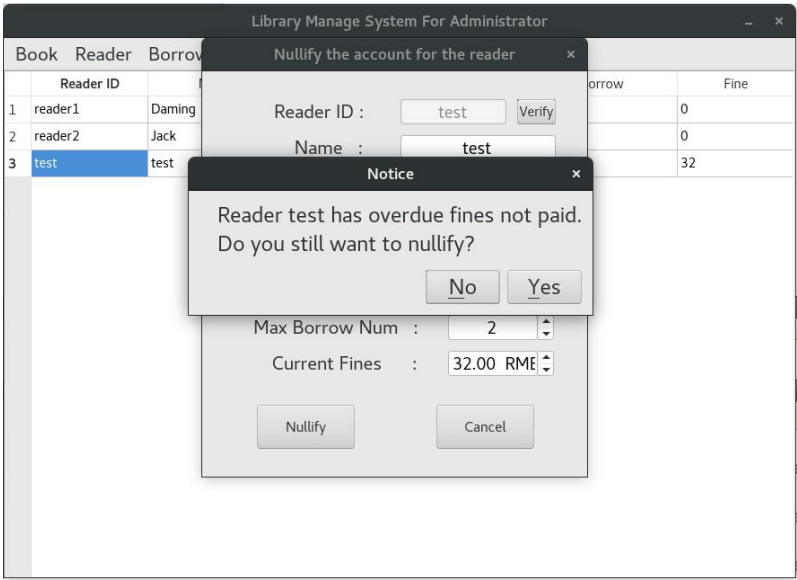 Library Manage System For Administrator
Book Reader Borrow
Nullify the account for the reader
Reader ID Fine
1 reader1 Daming 0
2 reader2 Jack 0
3 test test 32
Reader ID : test Verify
Name : test
Notice
Reader test has overdue fines not paid.
Do you still want to nullify?
No Yes
Max Borrow Num : 2
Current Fines : 32.00 RMB
Nullify Cancel